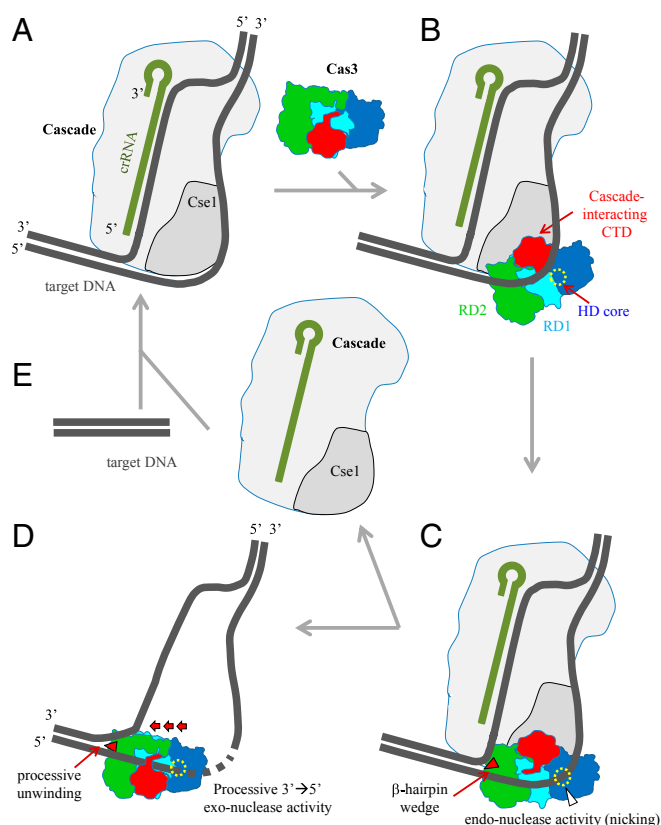 A
5’ 3’
Cascade
3’
crRNA
Cse1
5’
3’
5’
target DNA
Cas3
B
Cascade-
interacting
CTD
RD2
RD1
HD core
E
Cascade
Cse1
target DNA
D
5’ 3’
3’
5’
processive
unwinding
Processive 3’→5’
exo-nuclease activity
C
β-hairpin
wedge
endo-nuclease activity (nicking)